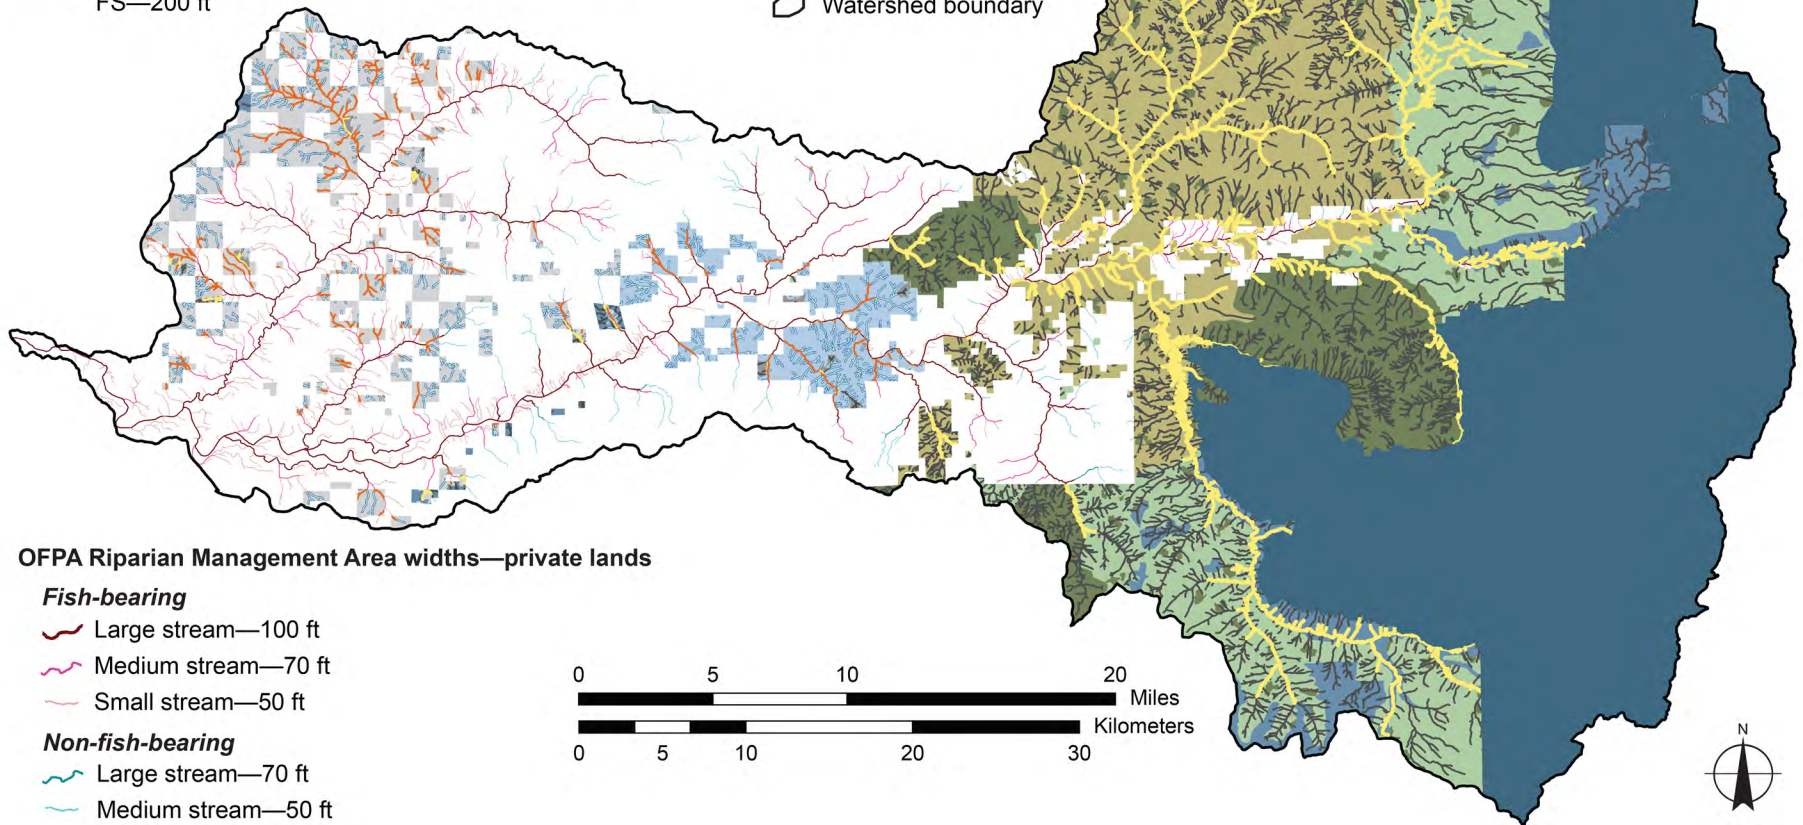 FS—200 ft
Watershed boundary
OFPA Riparian Management Area widths—private lands
Fish-bearing
Large stream—100 ft
Medium stream—70 ft
Small stream—50 ft
Non-fish-bearing
Large stream—70 ft
Medium stream—50 ft
0 5 10 20
Miles
Kilometers
0 5 10 20 30
N